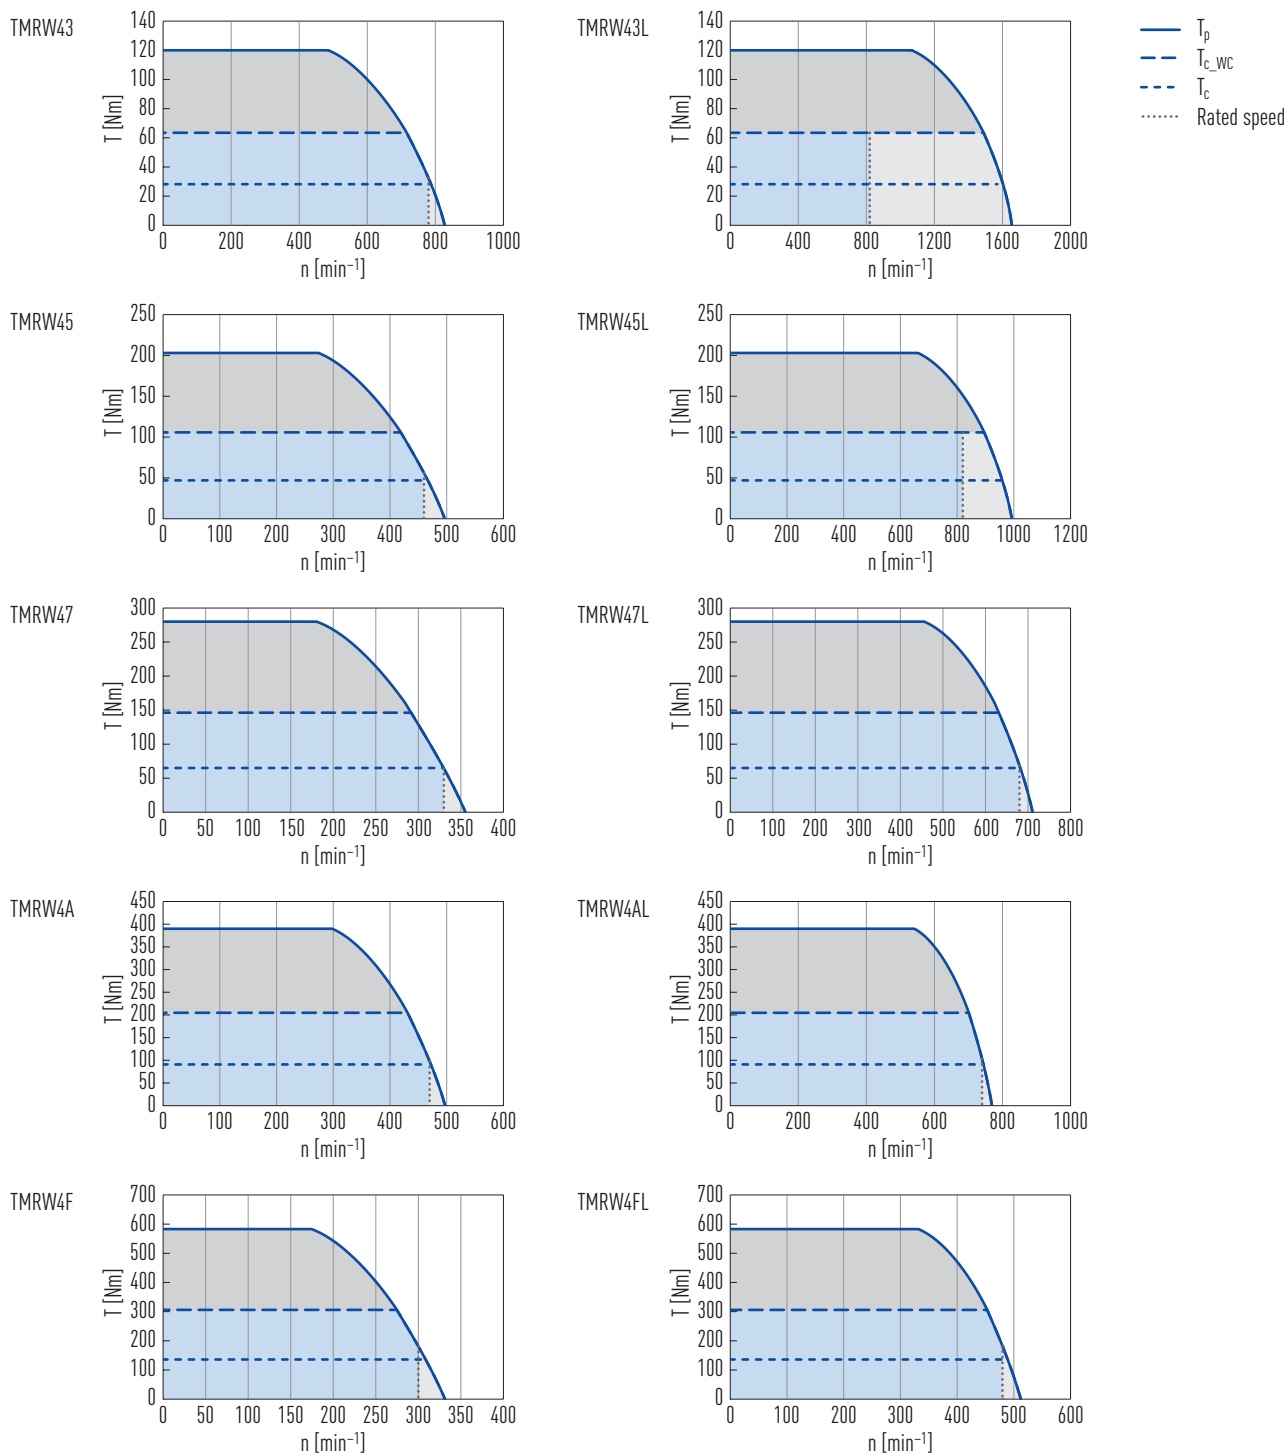 TMRW43
T [Nm]
140
120
100
80
60
40
20
0
0 200 400 600 800 1000
n [min⁻¹]
TMRW43L
T [Nm]
140
120
100
80
60
40
20
0
0 400 800 1200 1600 2000
n [min⁻¹]
Tp
Tc_WC
Tc
Rated speed
TMRW45
T [Nm]
250
200
150
100
50
0
0 100 200 300 400 500 600
n [min⁻¹]
TMRW45L
T [Nm]
250
200
150
100
50
0
0 200 400 600 800 1000 1200
n [min⁻¹]
TMRW47
T [Nm]
300
250
200
150
100
50
0
0 50 100 150 200 250 300 350 400
n [min⁻¹]
TMRW47L
T [Nm]
300
250
200
150
100
50
0
0 100 200 300 400 500 600 700 800
n [min⁻¹]
TMRW4A
T [Nm]
450
400
350
300
250
200
150
100
50
0
0 100 200 300 400 500 600
n [min⁻¹]
TMRW4AL
T [Nm]
450
400
350
300
250
200
150
100
50
0
0 200 400 600 800 1000
n [min⁻¹]
TMRW4F
T [Nm]
700
600
500
400
300
200
100
0
0 50 100 150 200 250 300 350 400
n [min⁻¹]
TMRW4FL
T [Nm]
700
600
500
400
300
200
100
0
0 100 200 300 400 500 600
n [min⁻¹]